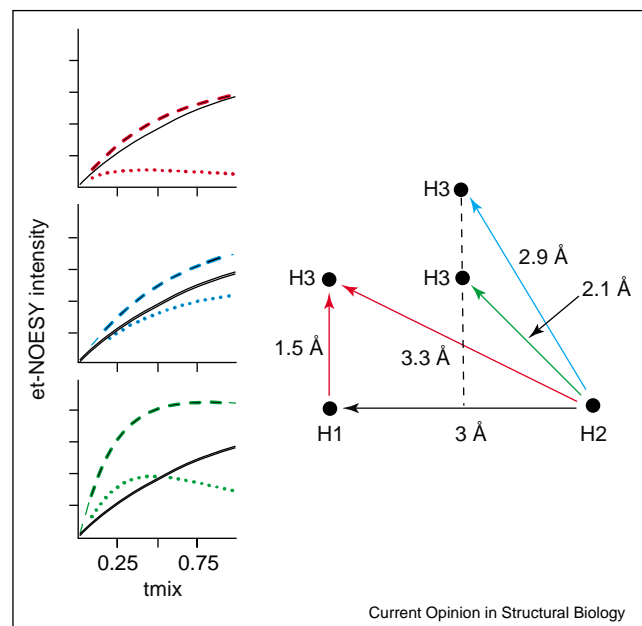 et-NOESY intensity
0.25
0.75
tmix
H3
H3
H3
2.9 Å
2.1 Å
1.5 Å
3.3 Å
H1
3 Å
H2
Current Opinion in Structural Biology